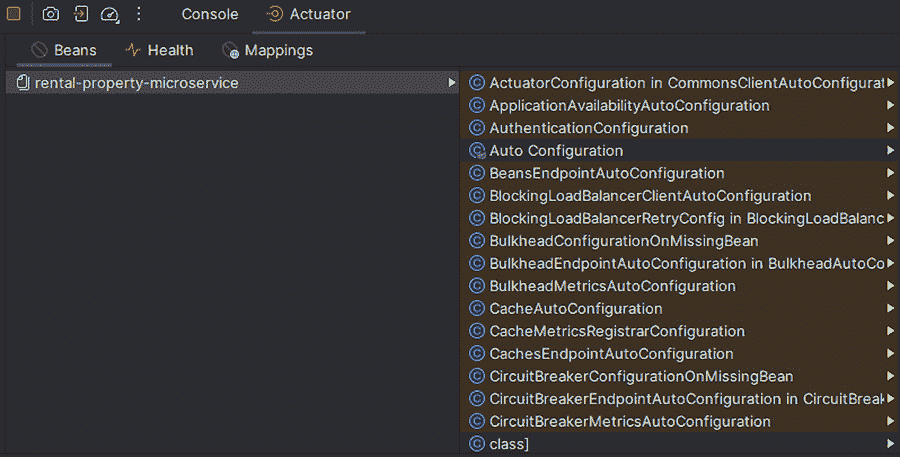 Console Actuator
Beans Health Mappings
rental-property-microservice
ActuatorConfiguration in CommonsClientAutoConfigurat
ApplicationAvailabilityAutoConfiguration
AuthenticationConfiguration
Auto Configuration
BeansEndpointAutoConfiguration
BlockingLoadBalancerClientAutoConfiguration
BlockingLoadBalancerRetryConfig in BlockingLoadBalanc
BulkheadConfigurationOnMissingBean
BulkheadEndpointAutoConfiguration in BulkheadAutoCo
BulkheadMetricsAutoConfiguration
CacheAutoConfiguration
CacheMetricsRegistrarConfiguration
CachesEndpointAutoConfiguration
CircuitBreakerConfigurationOnMissingBean
CircuitBreakerEndpointAutoConfiguration in CircuitBreak
CircuitBreakerMetricsAutoConfiguration
class]